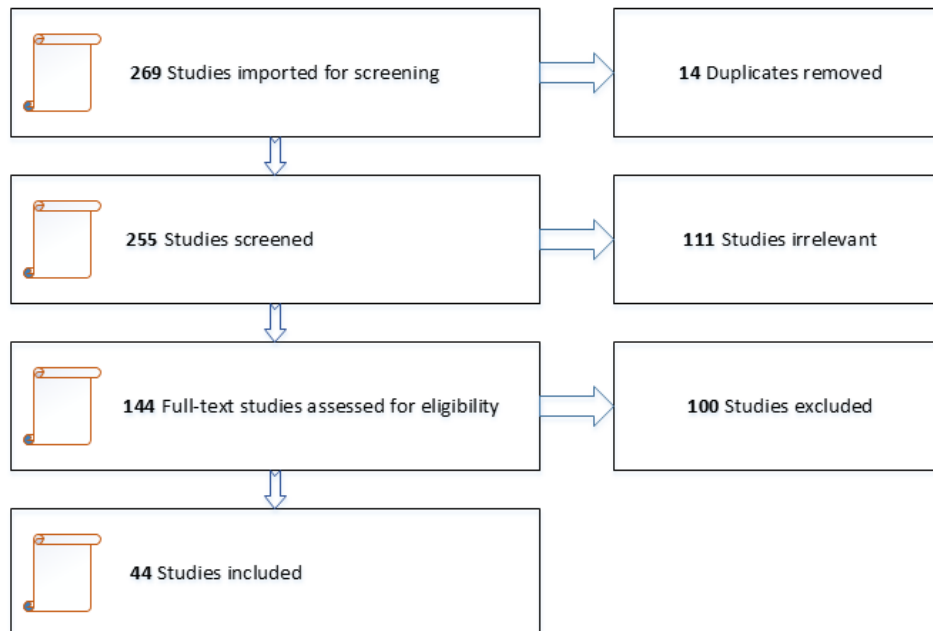 269 Studies imported for screening
14 Duplicates removed
255 Studies screened
111 Studies irrelevant
144 Full-text studies assessed for eligibility
100 Studies excluded
44 Studies included